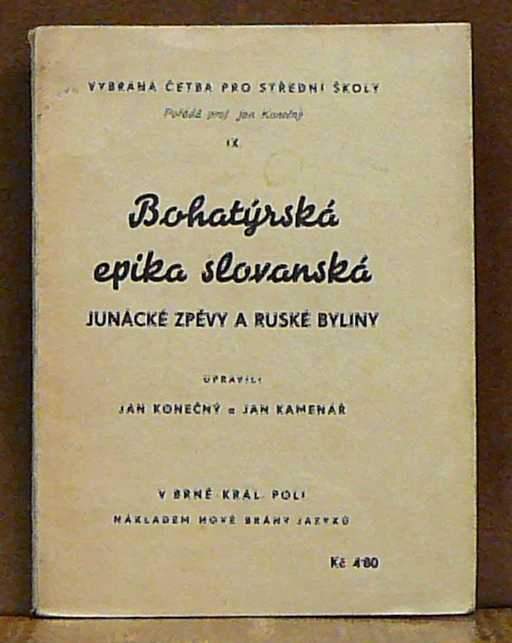 VYBRANÁ ČETBA PRO STŘEDNÍ ŠKOLY
Pořádá prof. Jan Konečný
IX.
Bohatýrská
epika slovanská
JUNÁCKÉ ZPĚVY A RUSKÉ BYLINY
UPRAVILI
JAN KONEČNÝ a JAN KAMENÁŘ
V BRNĚ KRÁL. POLI
NÁKLADEM NOVÉ BRÁNY JAZYKŮ
Kč 4·80